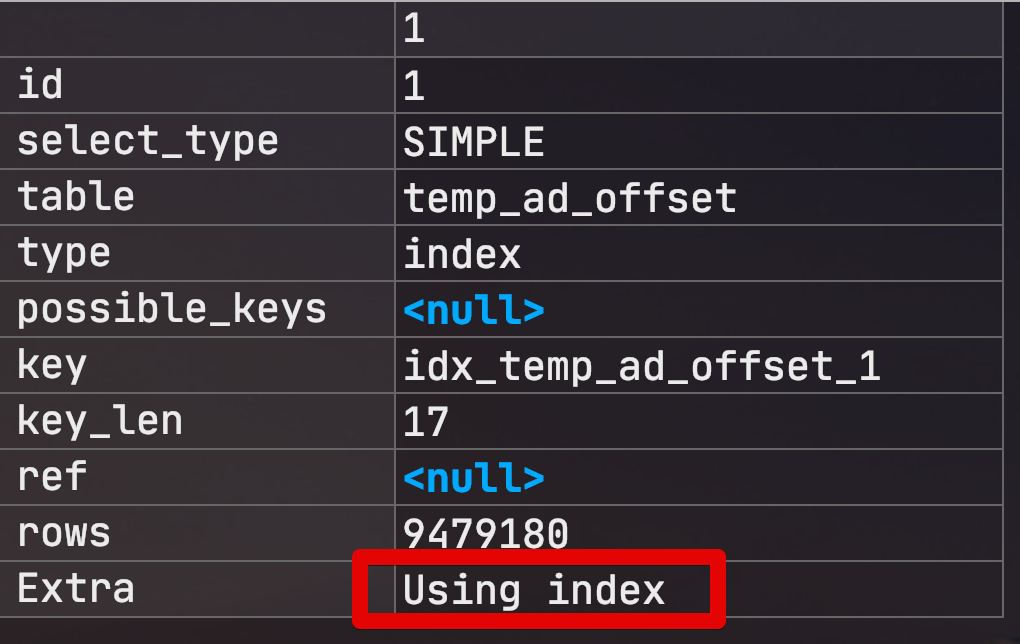 1
id 1
select_type SIMPLE
table temp_ad_offset
type index
possible_keys <null>
key idx_temp_ad_offset_1
key_len 17
ref <null>
rows 9479180
Extra Using index